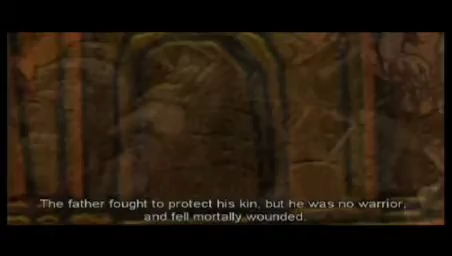 The father fought to protect his kin, but he was no warrior,
and fell mortally wounded.